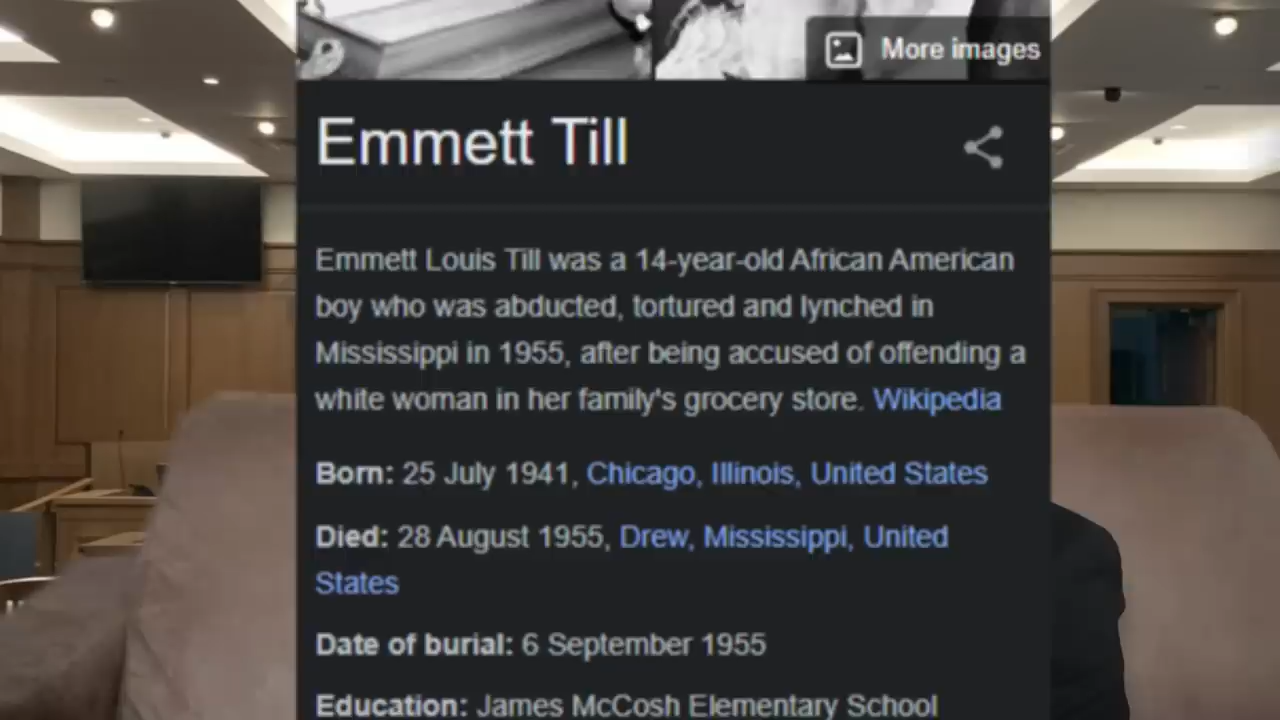 More images
Emmett Till
Emmett Louis Till was a 14-year-old African American
boy who was abducted, tortured and lynched in
Mississippi in 1955, after being accused of offending a
white woman in her family's grocery store. Wikipedia
Born: 25 July 1941, Chicago, Illinois, United States
Died: 28 August 1955, Drew, Mississippi, United
States
Date of burial: 6 September 1955
Education: James McCosh Elementary School